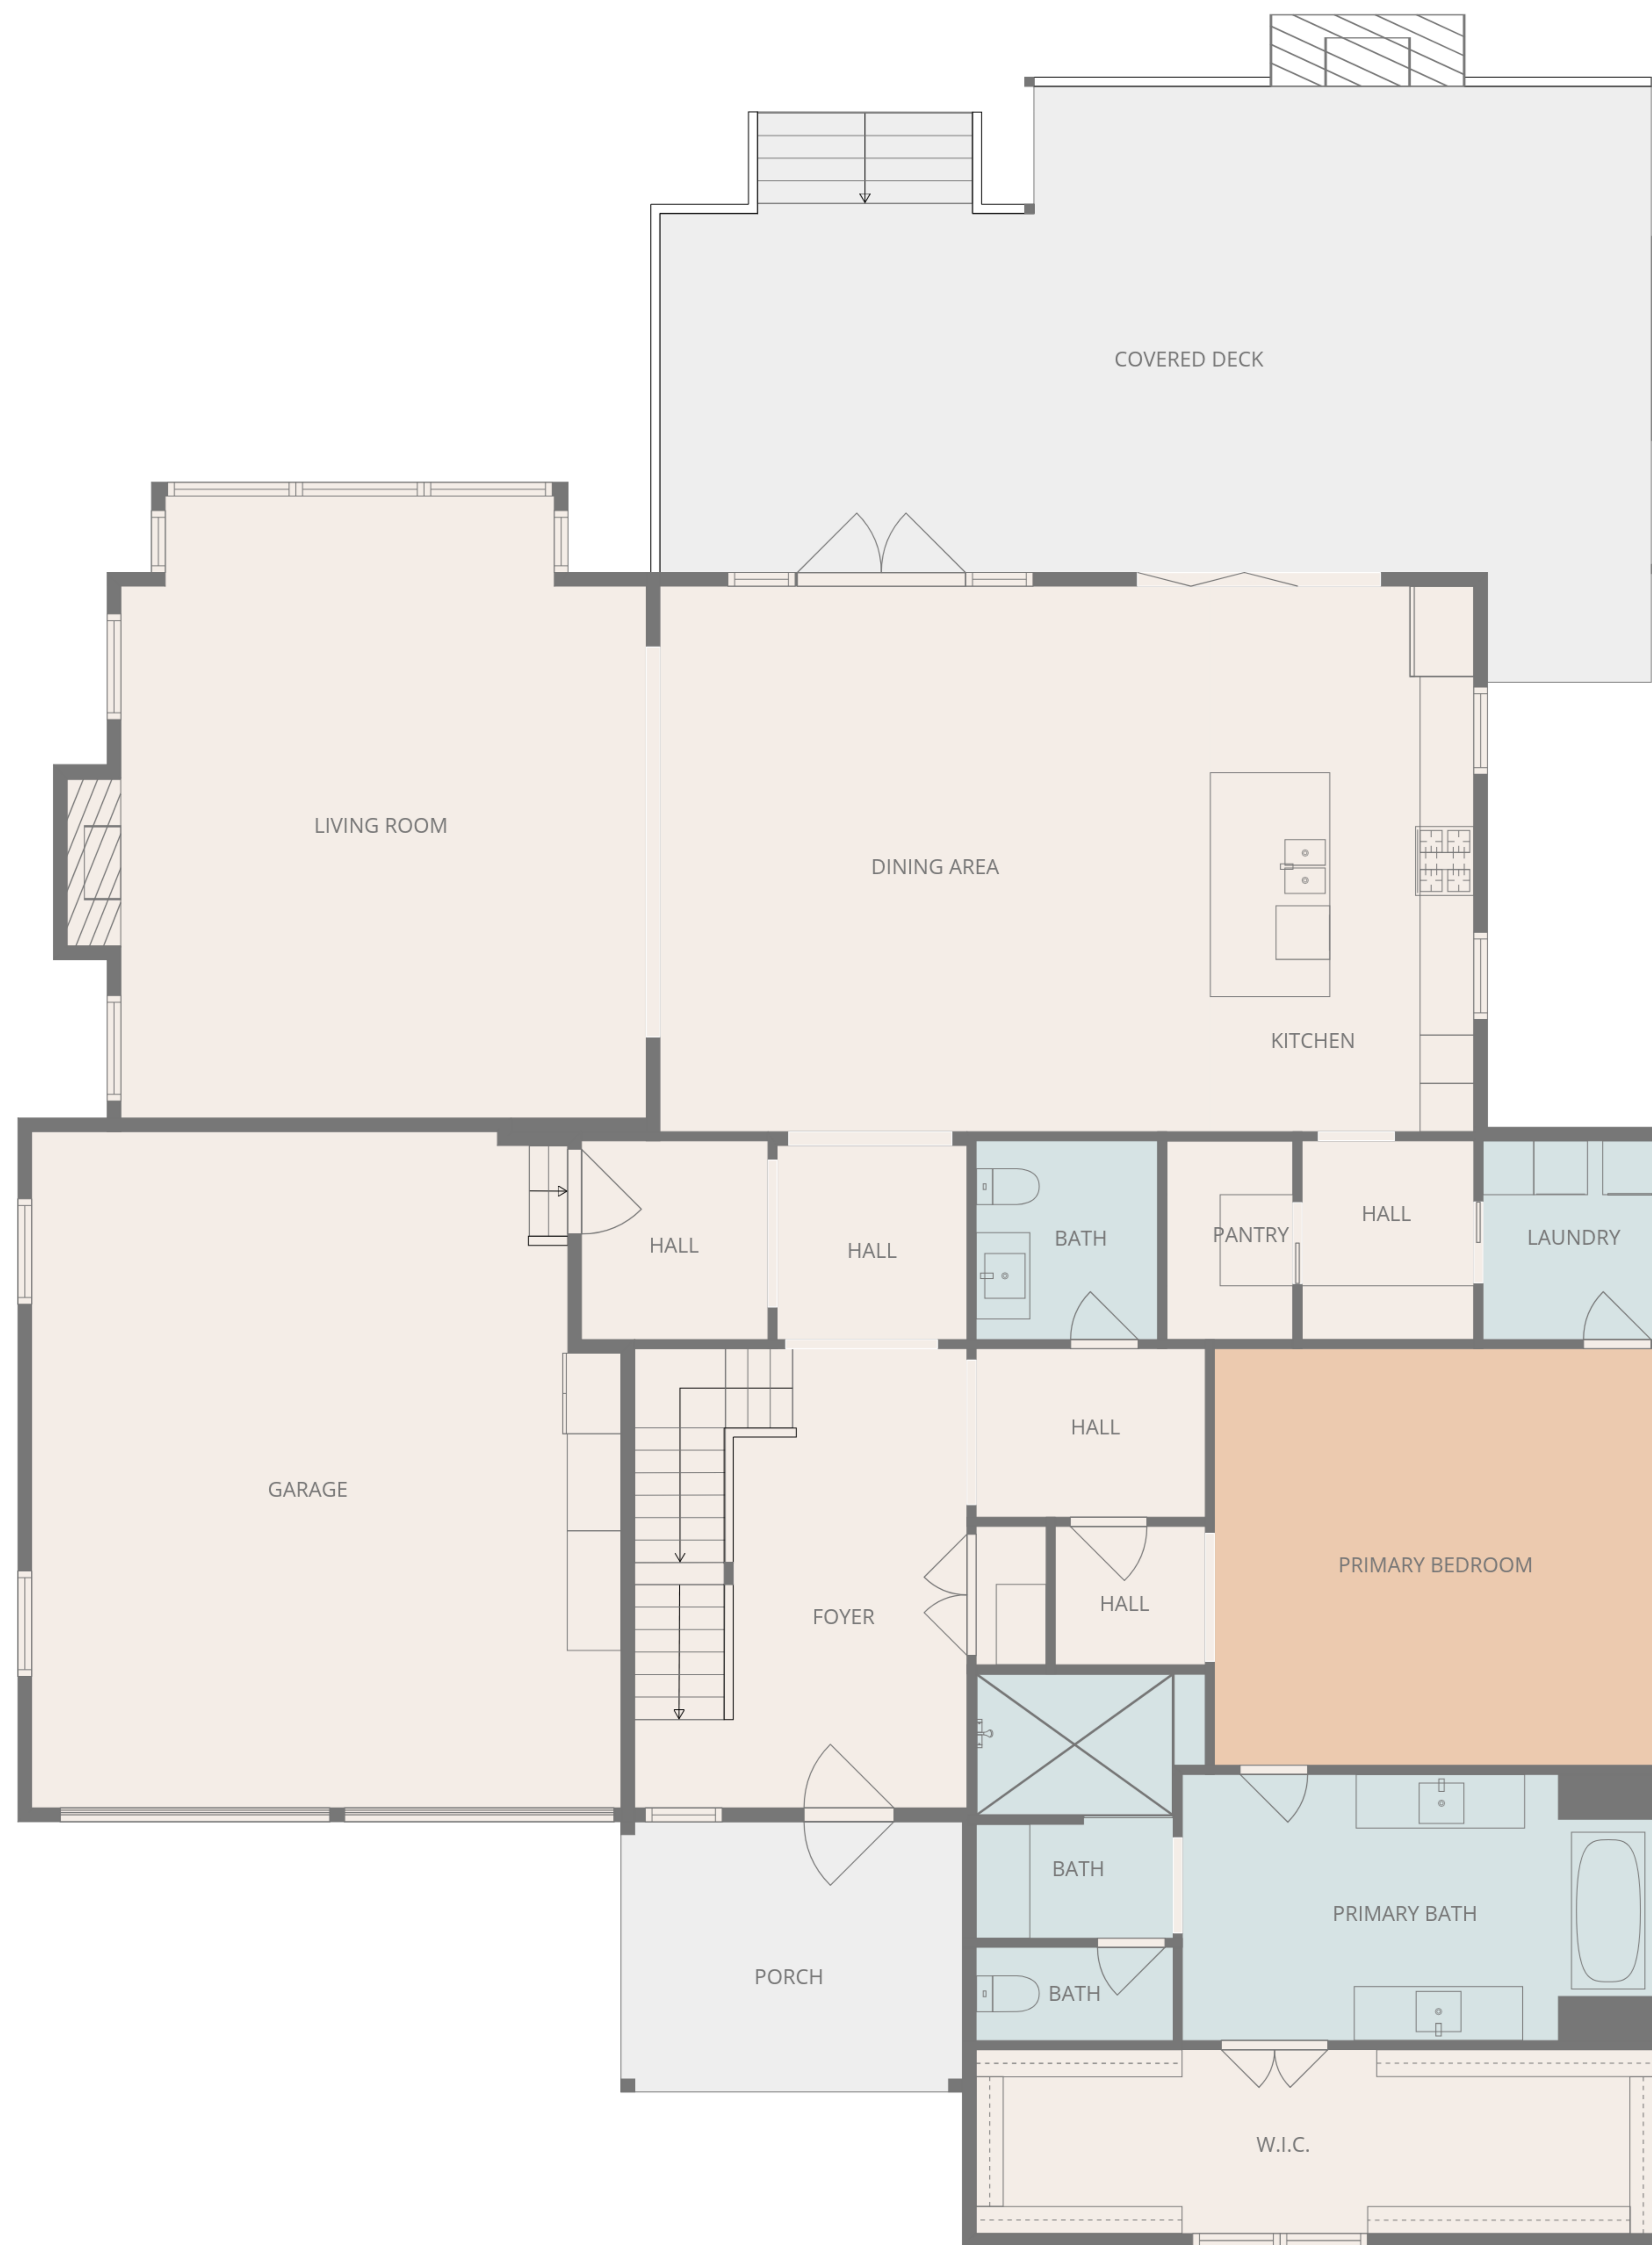 COVERED DECK
LIVING ROOM
DINING AREA
KITCHEN
HALL
HALL
BATH
PANTRY
HALL
LAUNDRY
HALL
GARAGE
PRIMARY BEDROOM
HALL
FOYER
BATH
PRIMARY BATH
PORCH
BATH
W.I.C.